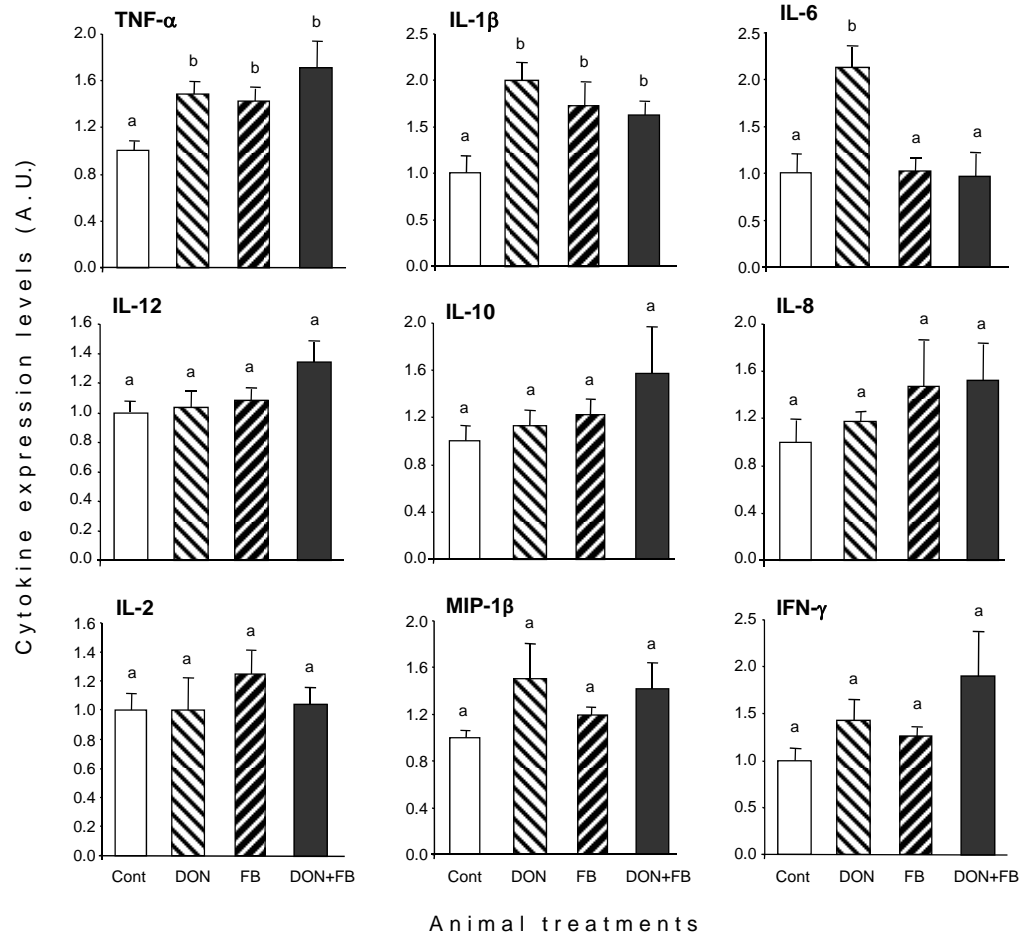 Cytokine expression levels (A.U.)
TNF-α
2.0
1.6
1.2
0.8
0.4
0.0
a
b
b
b
IL-1β
2.5
2.0
1.5
1.0
0.5
0.0
a
b
b
b
IL-6
2.5
2.0
1.5
1.0
0.5
0.0
a
b
a
a
IL-12
1.6
1.4
1.2
1.0
0.8
0.6
0.4
0.2
0.0
a
a
a
a
IL-10
2.0
1.6
1.2
0.8
0.4
0.0
a
a
a
a
IL-8
2.0
1.6
1.2
0.8
0.4
0.0
a
a
a
a
IL-2
1.6
1.4
1.2
1.0
0.8
0.6
0.4
0.2
0.0
a
a
a
a
Cont DON FB DON+FB
MIP-1β
2.0
1.6
1.2
0.8
0.4
0.0
a
a
a
a
Cont DON FB DON+FB
IFN-γ
2.5
2.0
1.5
1.0
0.5
0.0
a
a
a
a
Cont DON FB DON+FB
Animal treatments